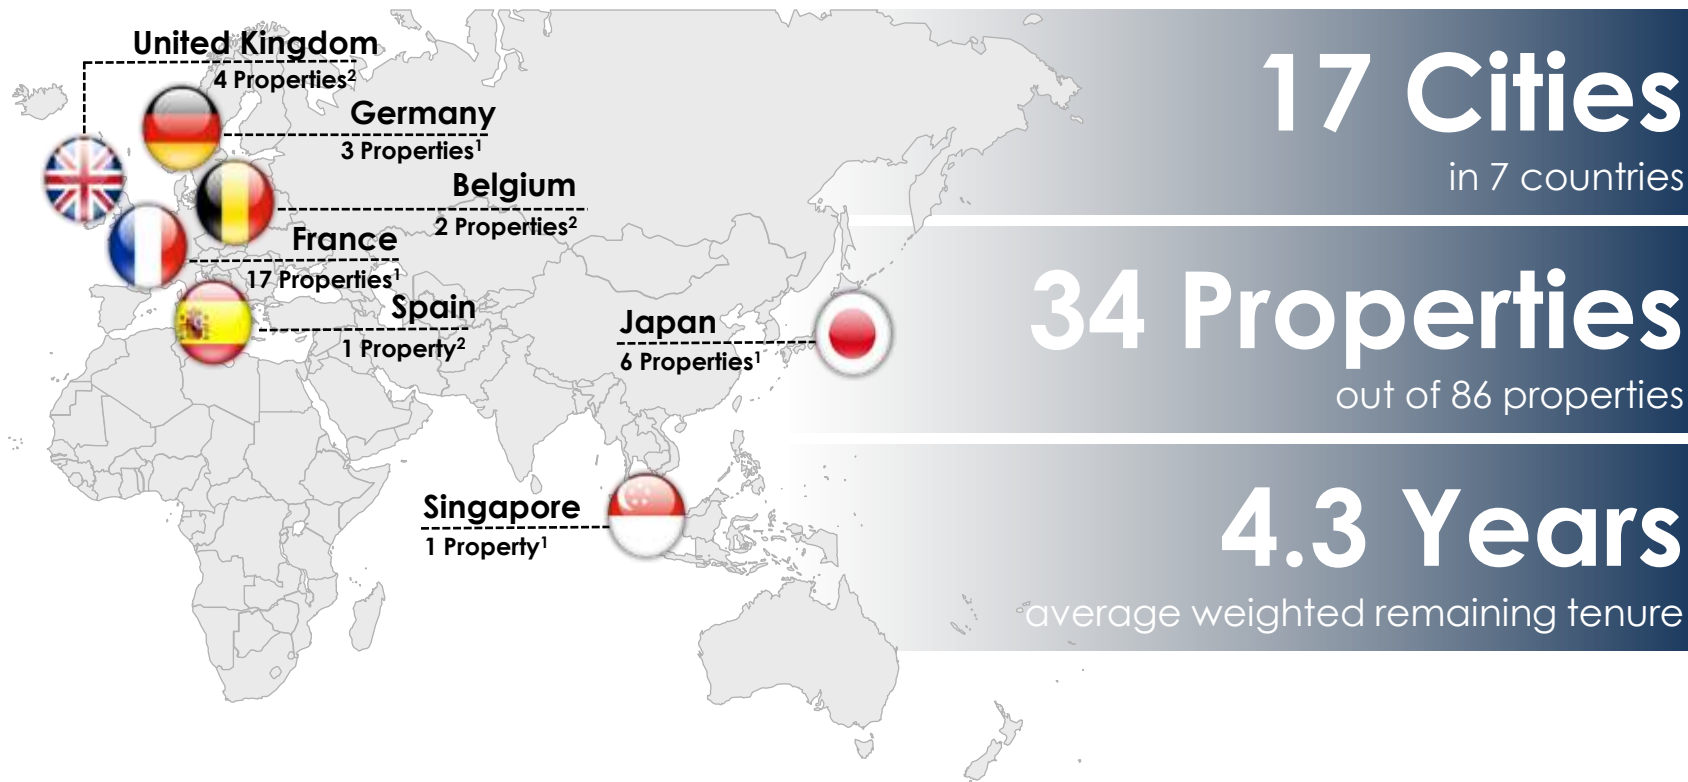 United Kingdom
4 Properties²
Germany
3 Properties¹
Belgium
2 Properties²
France
17 Properties¹
Spain
1 Property²
Japan
6 Properties¹
Singapore
1 Property¹
17 Cities
in 7 countries
34 Properties
out of 86 properties
4.3 Years
average weighted remaining tenure